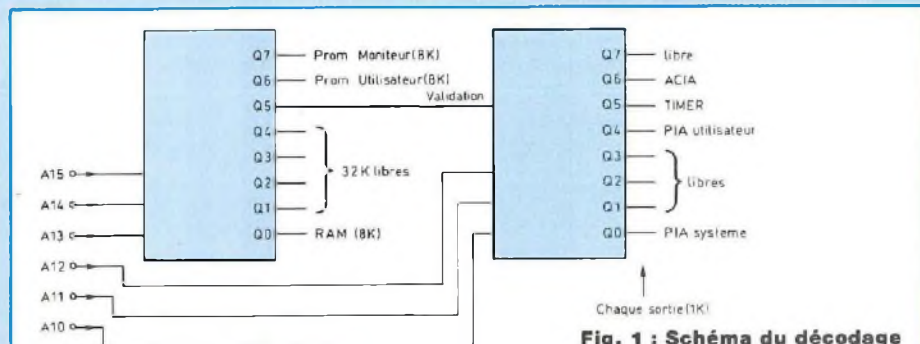 Q7 Prom Moniteur(8K)
Q6 Prom Utilisateur(8K)
Q5 Validation
Q4
Q3
Q2
Q1
32K libres
Q0 RAM (8K)
A15
A14
A13
A12
A11
A10
Q7 libre
Q6 ACIA
Q5 TIMER
Q4 PIA utilisateur
Q3
Q2
Q1
libres
Q0 PIA systeme
Chaque sortie(1K)
Fig. 1 : Schéma du décodage